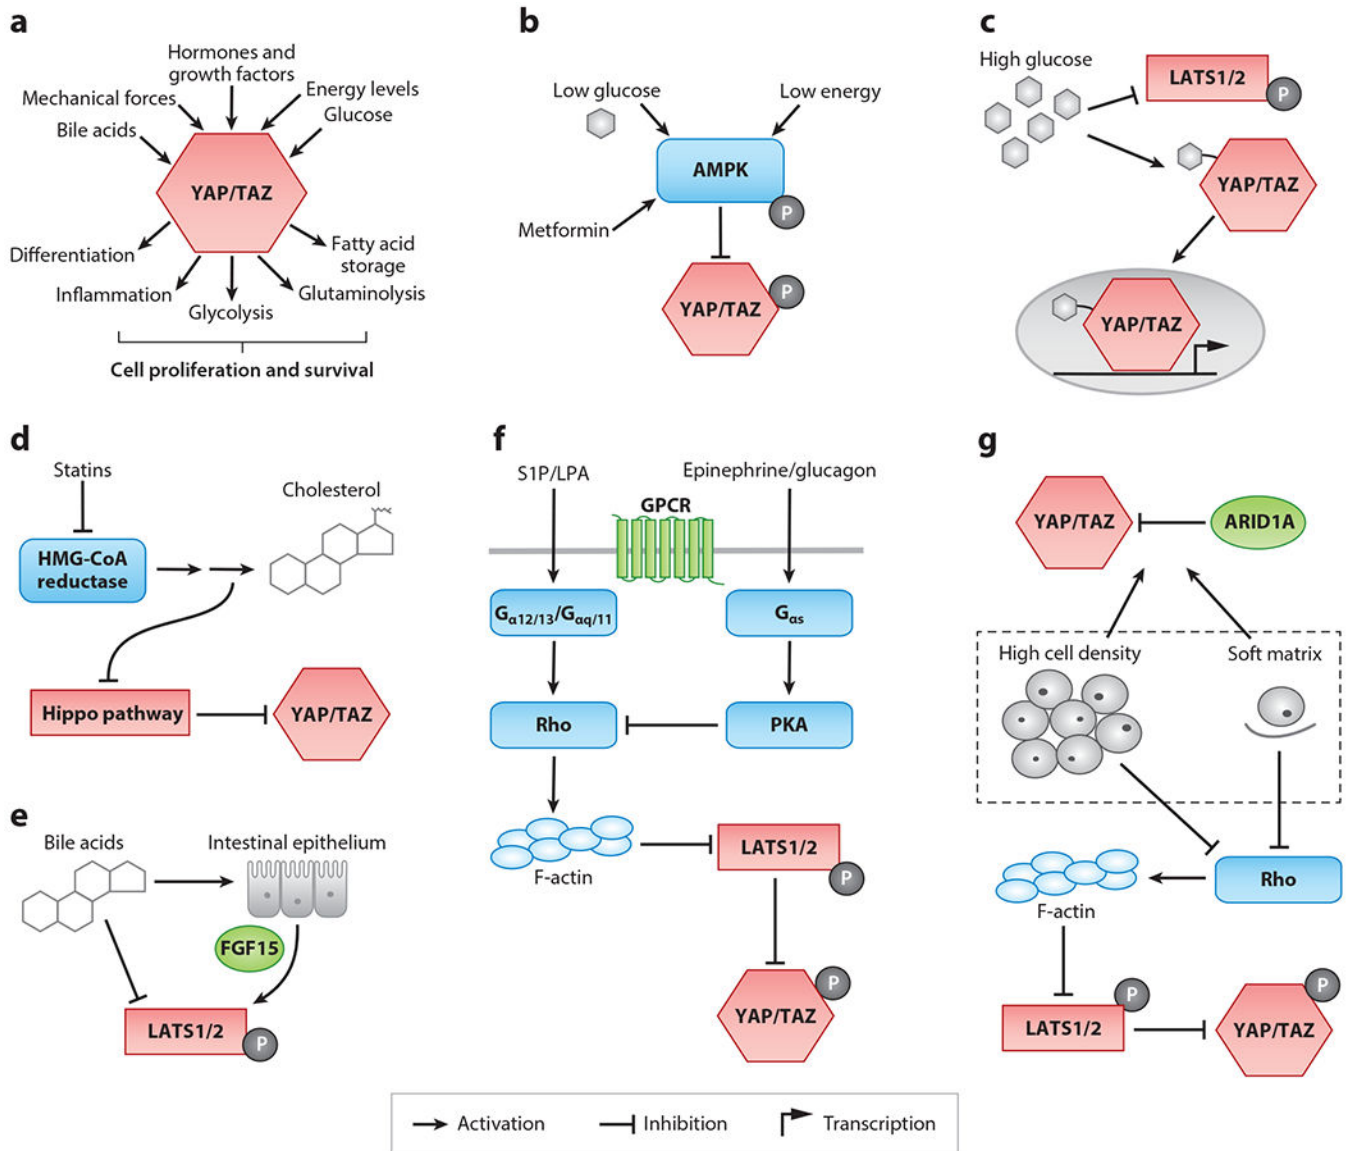 a
Hormones and
growth factors
Mechanical forces
Energy levels
Glucose
Bile acids
YAP/TAZ
Differentiation
Fatty acid
storage
Inflammation
Glutaminolysis
Glycolysis
Cell proliferation and survival
b
Low glucose
Low energy
AMPK
P
Metformin
YAP/TAZ
P
c
High glucose
LATS1/2
P
YAP/TAZ
YAP/TAZ
d
Statins
Cholesterol
HMG-CoA
reductase
Hippo pathway
YAP/TAZ
e
Bile acids
Intestinal epithelium
FGF15
LATS1/2
P
f
S1P/LPA
Epinephrine/glucagon
GPCR
Gα12/13/Gαq/11
Gαs
Rho
PKA
F-actin
LATS1/2
P
YAP/TAZ
P
g
YAP/TAZ
ARID1A
High cell density
Soft matrix
F-actin
Rho
LATS1/2
P
YAP/TAZ
P
Activation
Inhibition
Transcription